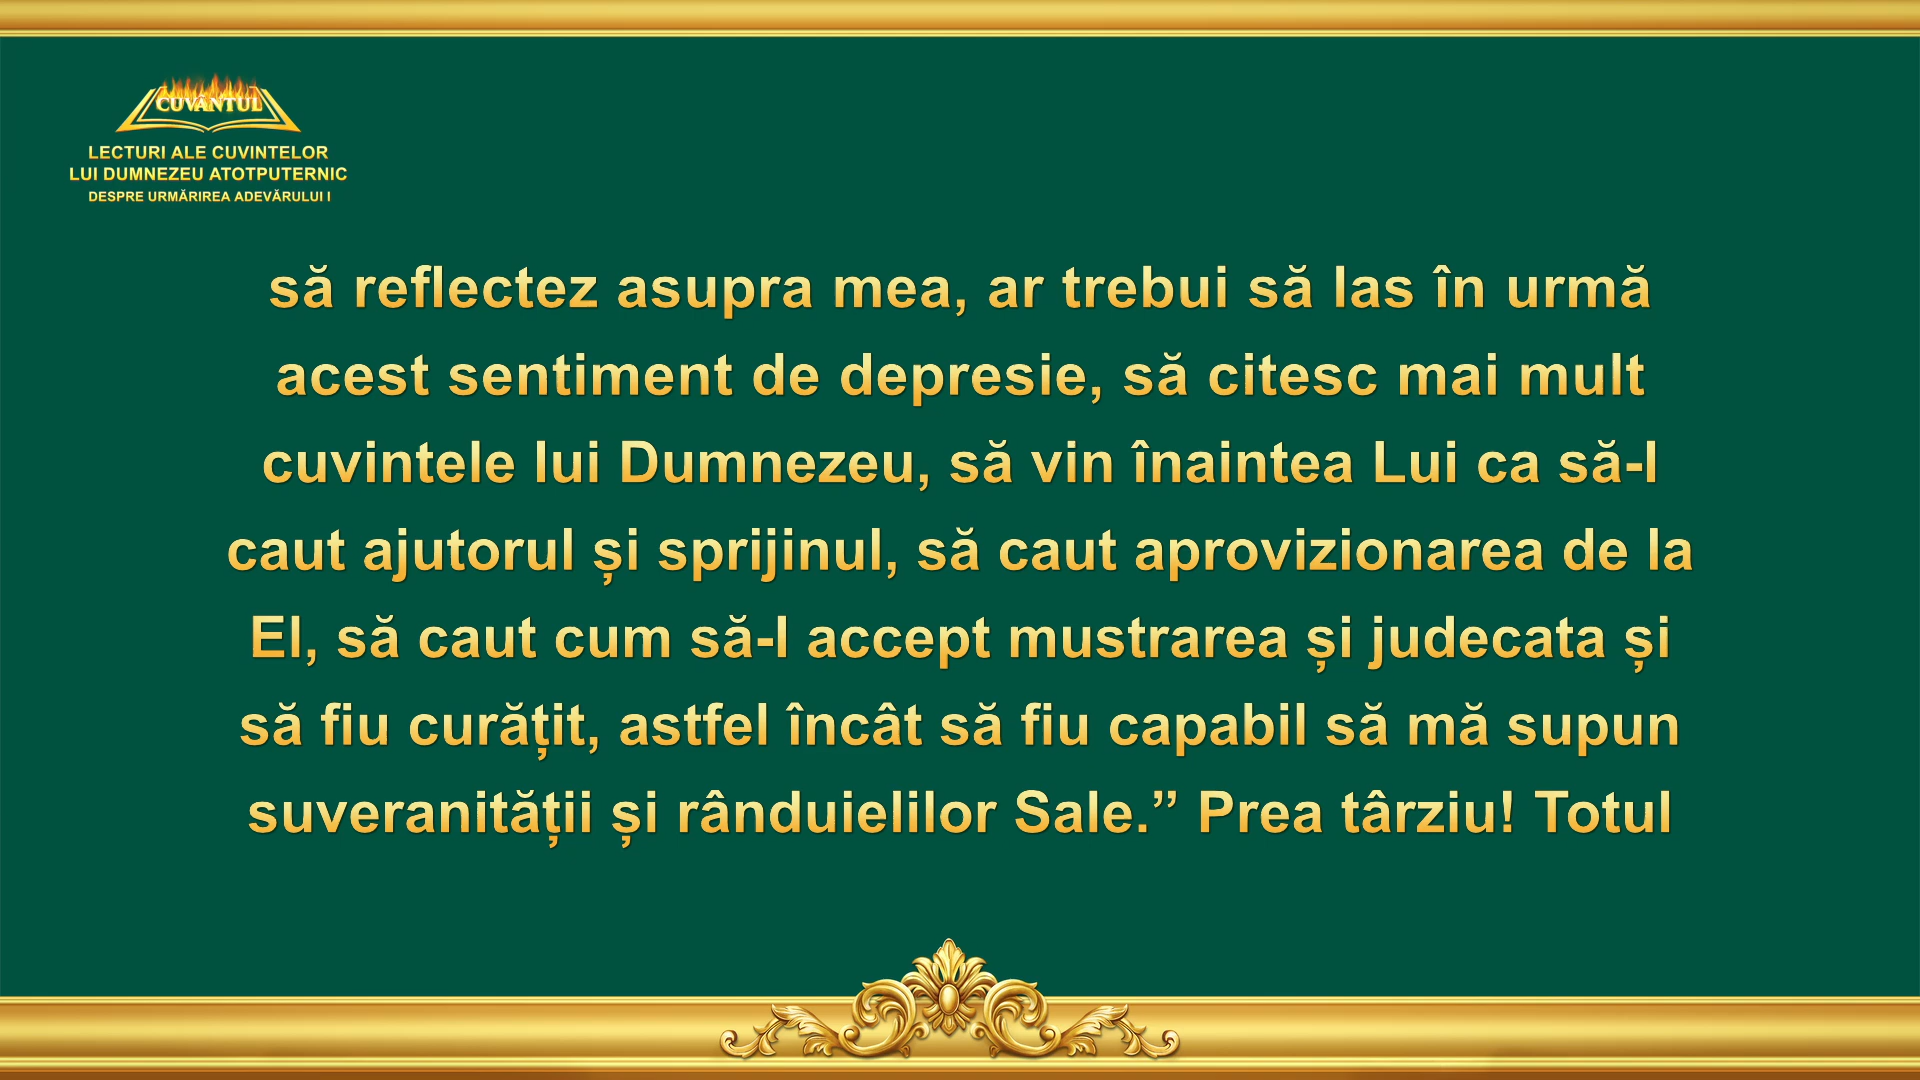 CUVÂNTUL
LECTURI ALE CUVINTELOR
LUI DUMNEZEU ATOTPUTERNIC
DESPRE URMĂRIREA ADEVĂRULUI I
să reflectez asupra mea, ar trebui să las în urmă
acest sentiment de depresie, să citesc mai mult
cuvintele lui Dumnezeu, să vin înaintea Lui ca să-I
caut ajutorul și sprijinul, să caut aprovizionarea de la
El, să caut cum să-I accept mustrarea și judecata și
să fiu curățit, astfel încât să fiu capabil să mă supun
suveranității și rânduielilor Sale.” Prea târziu! Totul